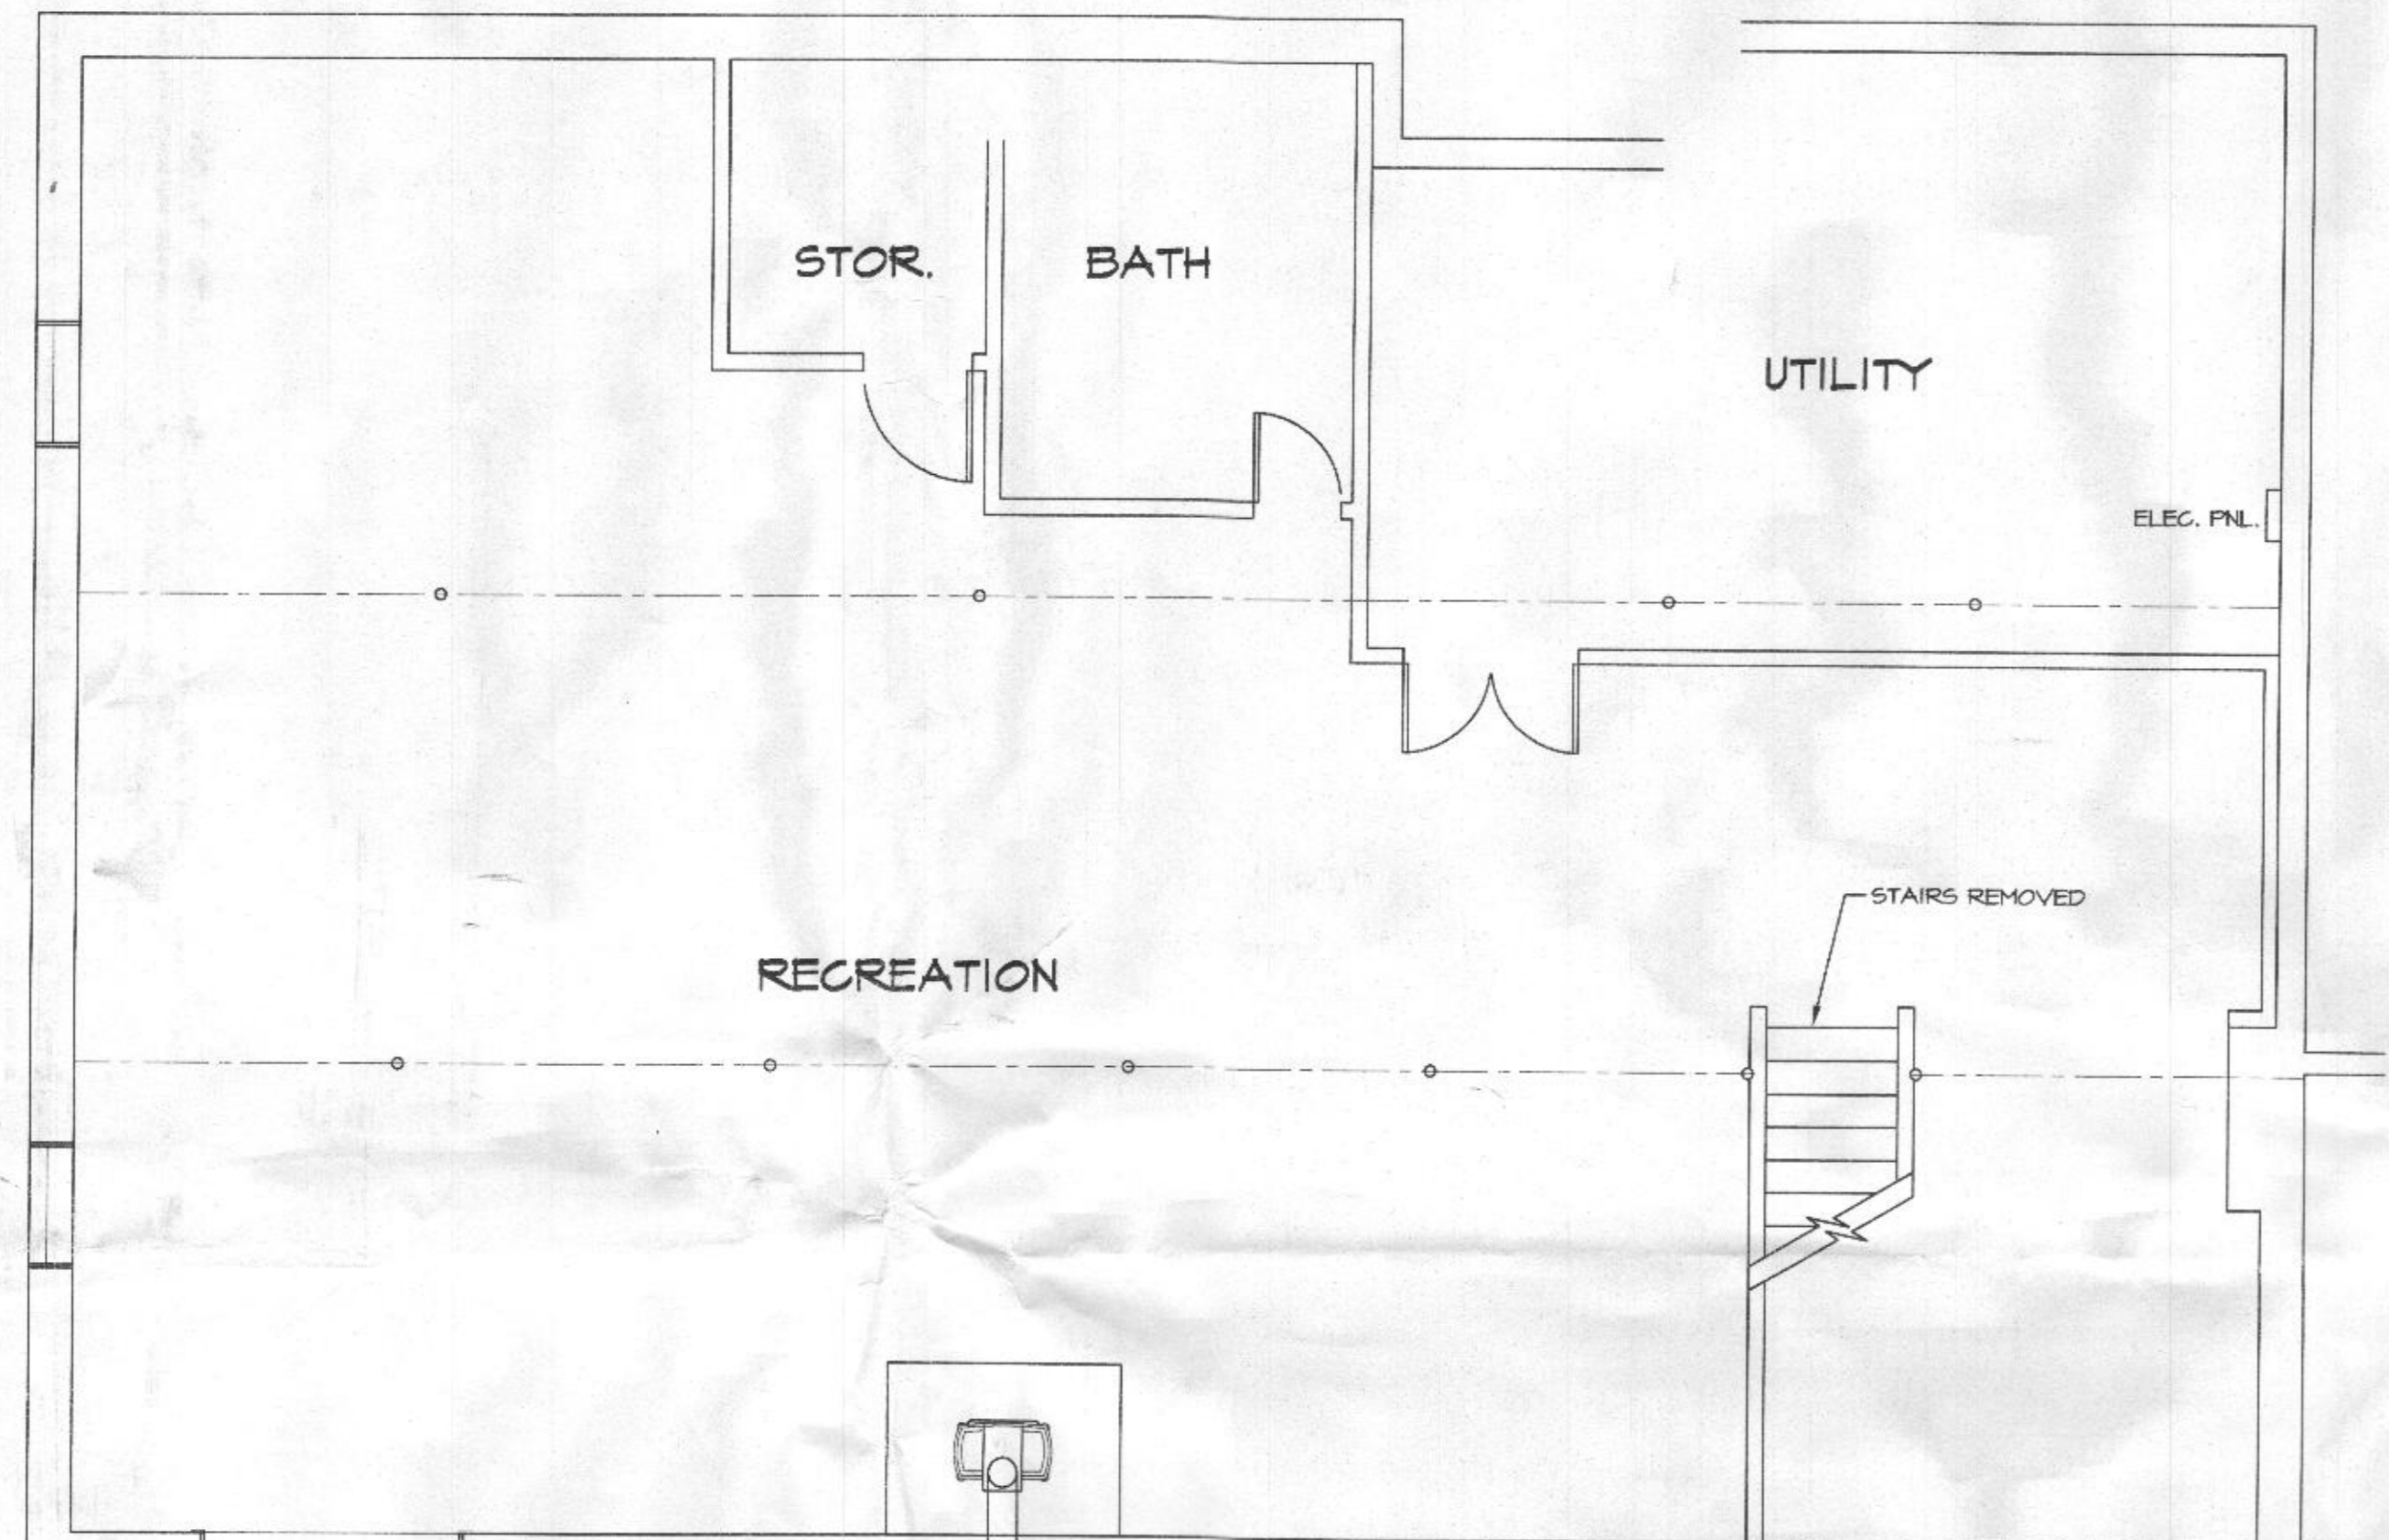 STOR.
BATH
UTILITY
ELEC. PNL.
STAIRS REMOVED
RECREATION